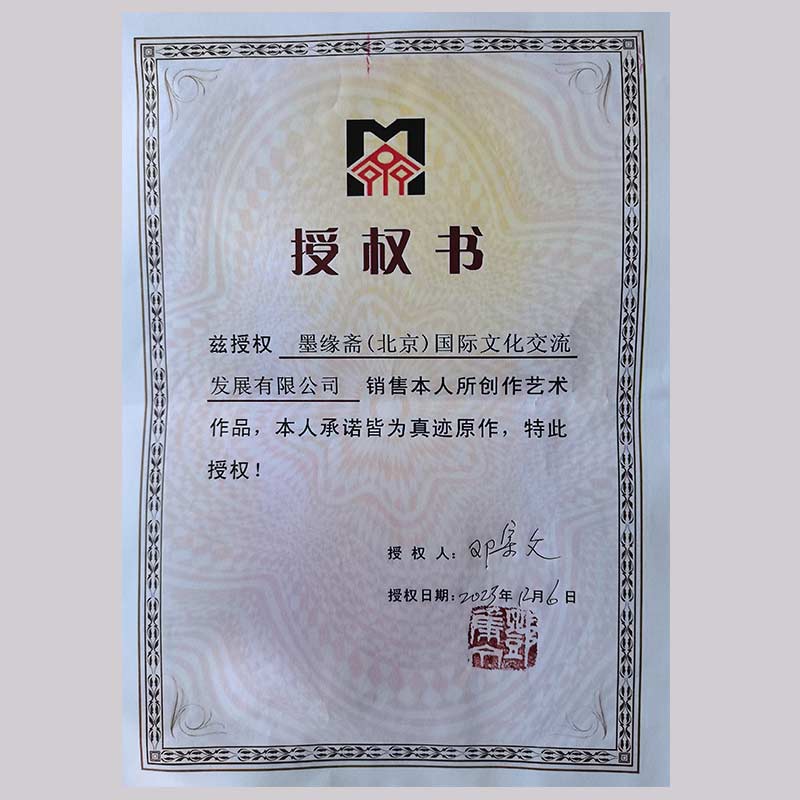 授权书
兹授权 墨缘斋(北京)国际文化交流
发展有限公司 销售本人所创作艺术
作品，本人承诺皆为真迹原作，特此
授权！
授 权 人：邓集文
授权日期：2023年12月6日